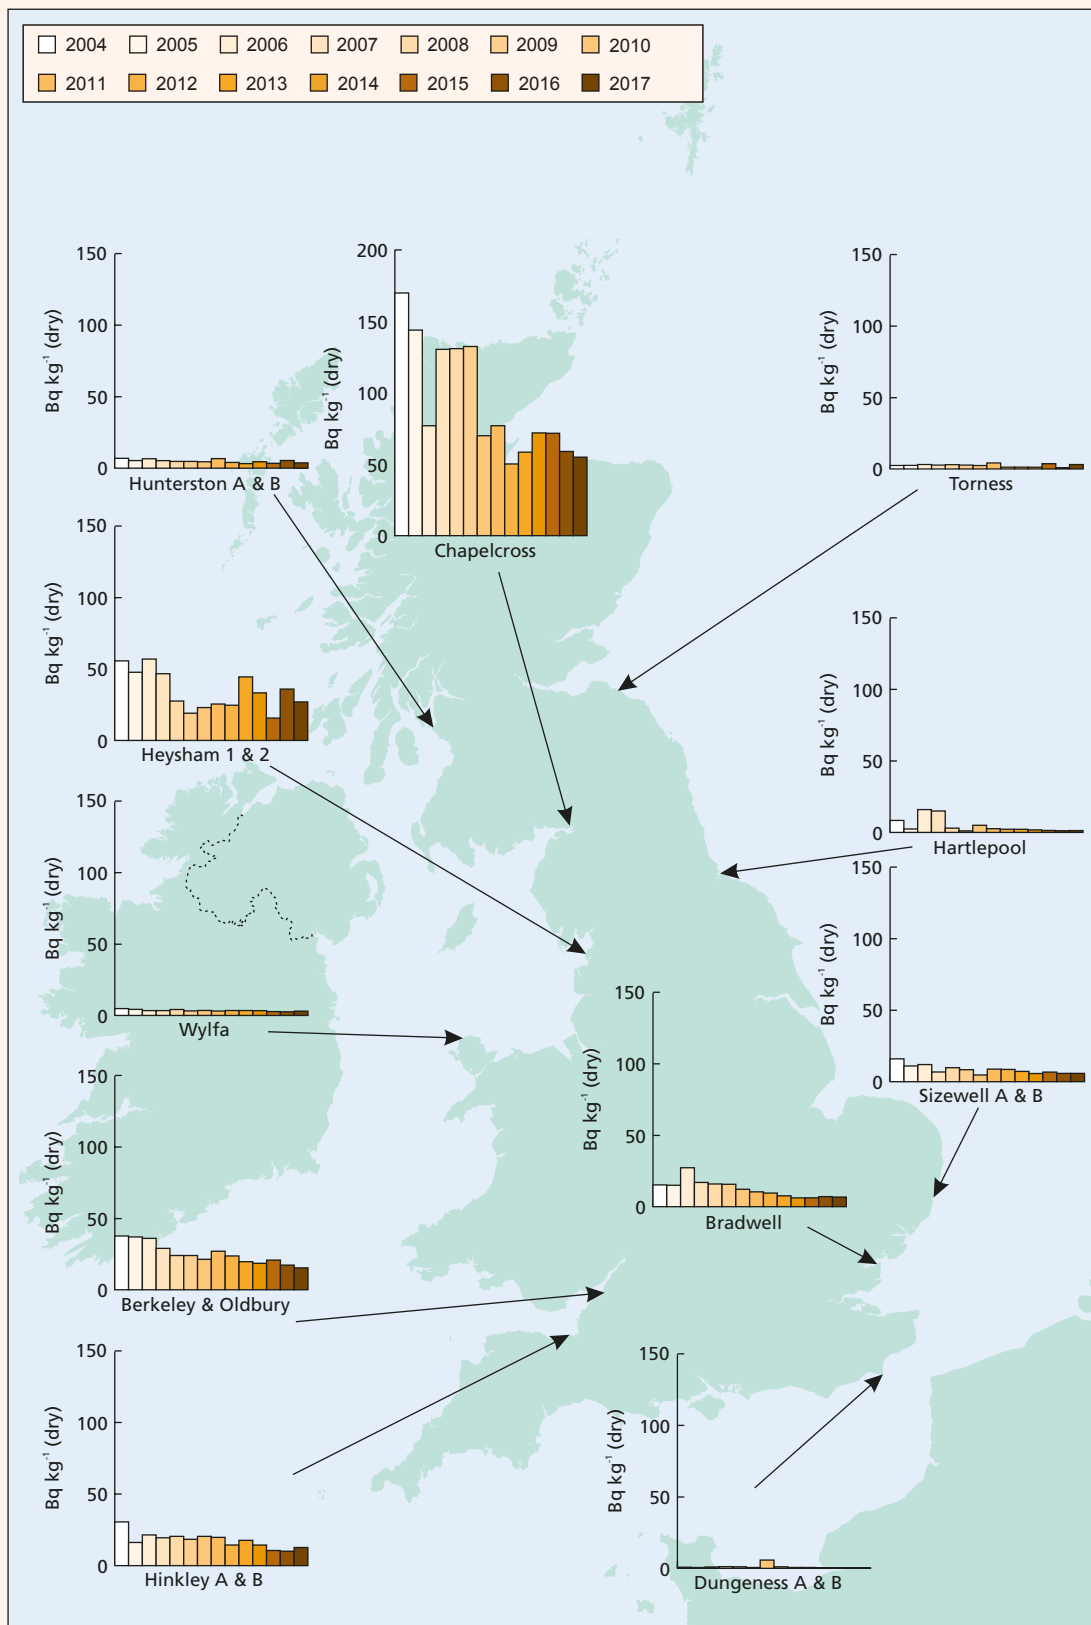 2004 2005 2006 2007 2008 2009 2010
2011 2012 2013 2014 2015 2016 2017
150
100
50
0
Bq kg⁻¹ (dry)
Hunterston A & B
200
150
100
50
0
Bq kg⁻¹ (dry)
Chapelcross
150
100
50
0
Bq kg⁻¹ (dry)
Torness
150
100
50
0
Bq kg⁻¹ (dry)
Heysham 1 & 2
150
100
50
0
Bq kg⁻¹ (dry)
Hartlepool
150
100
50
0
Bq kg⁻¹ (dry)
Wylfa
150
100
50
0
Bq kg⁻¹ (dry)
Sizewell A & B
150
100
50
0
Bq kg⁻¹ (dry)
Bradwell
150
100
50
0
Bq kg⁻¹ (dry)
Berkeley & Oldbury
150
100
50
0
Bq kg⁻¹ (dry)
Hinkley A & B
150
100
50
0
Bq kg⁻¹ (dry)
Dungeness A & B